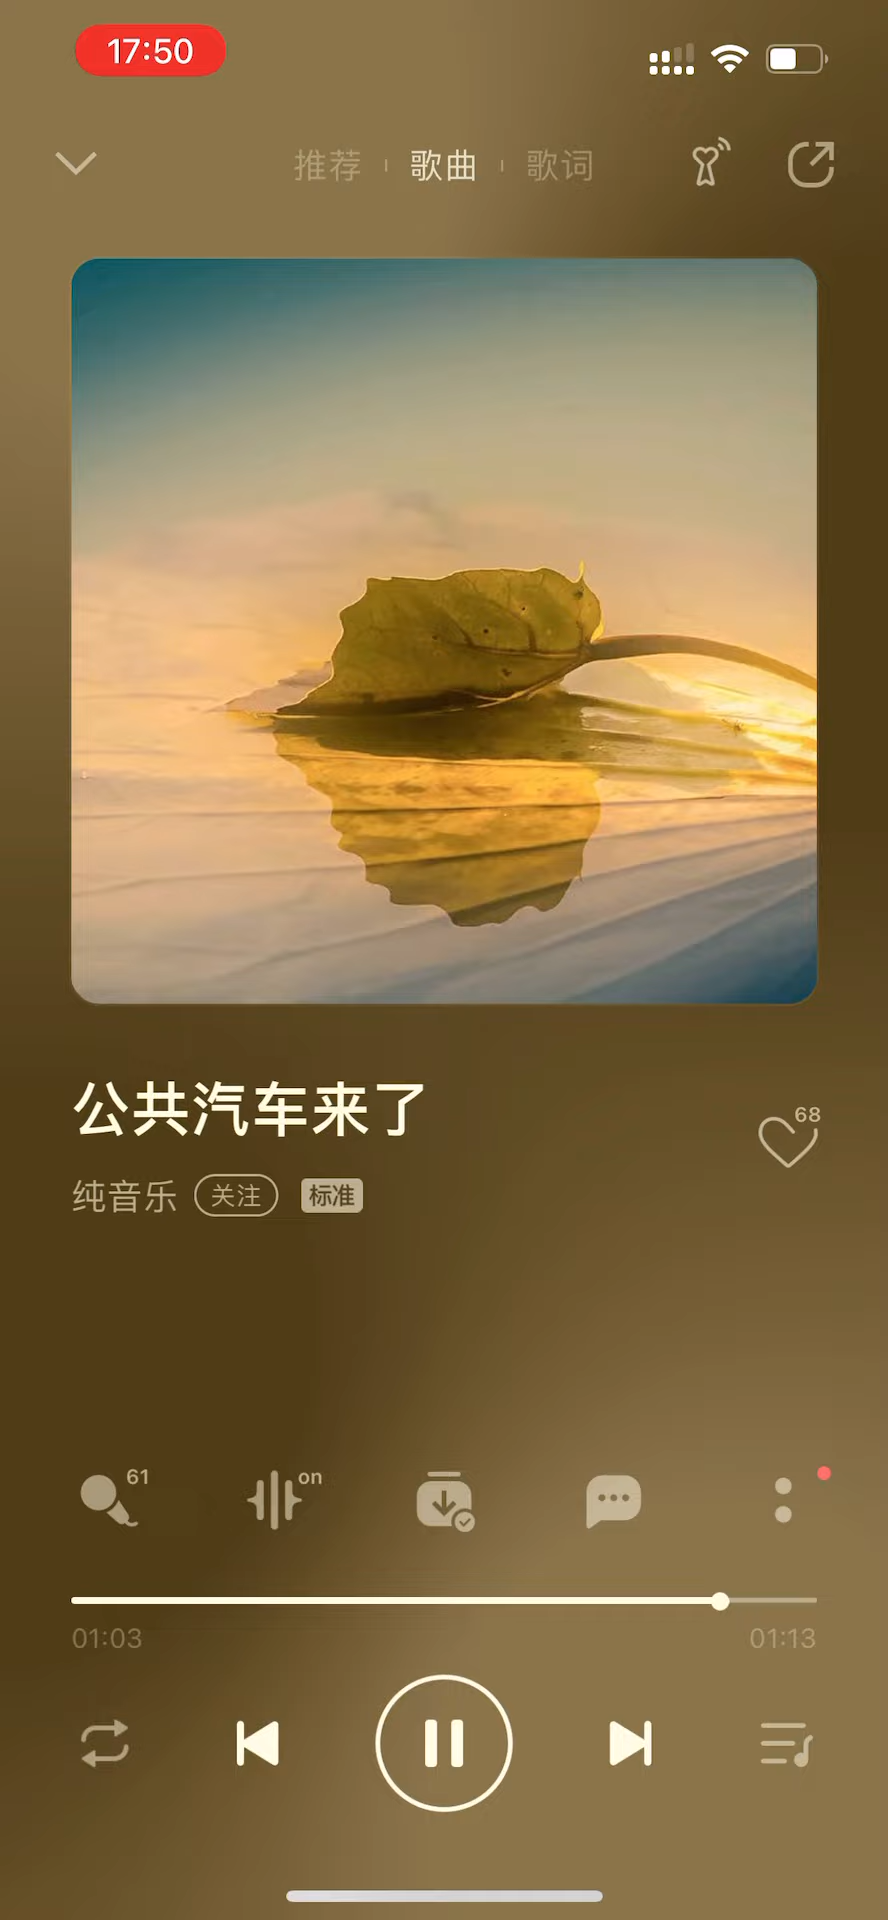 17:50
推荐 歌曲 歌词
公共汽车来了
68
纯音乐 关注 标准
61 on
01:03 01:13